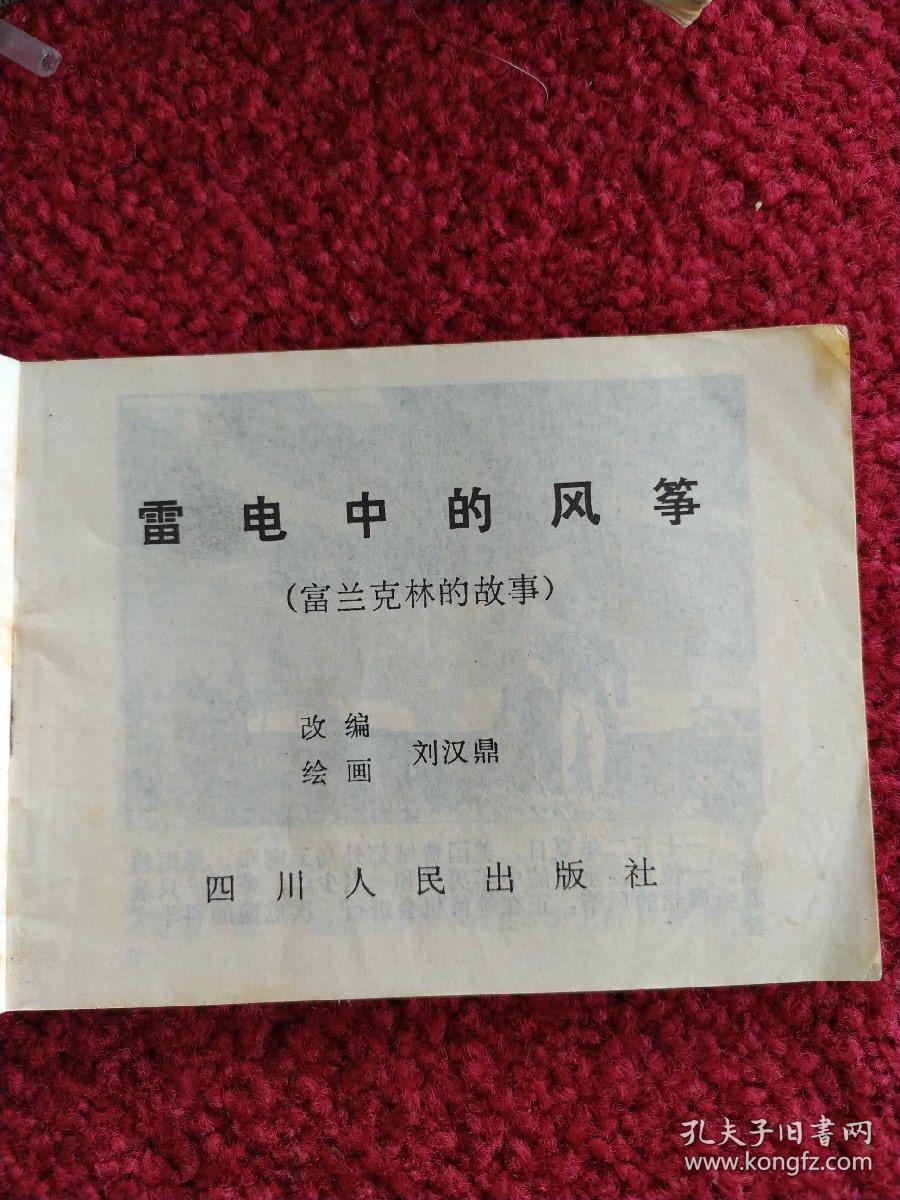 雷电中的风筝
(富兰克林的故事)
改编
绘画
刘汉鼎
四川人民出版社
孔夫子旧书网
www.kongfz.com